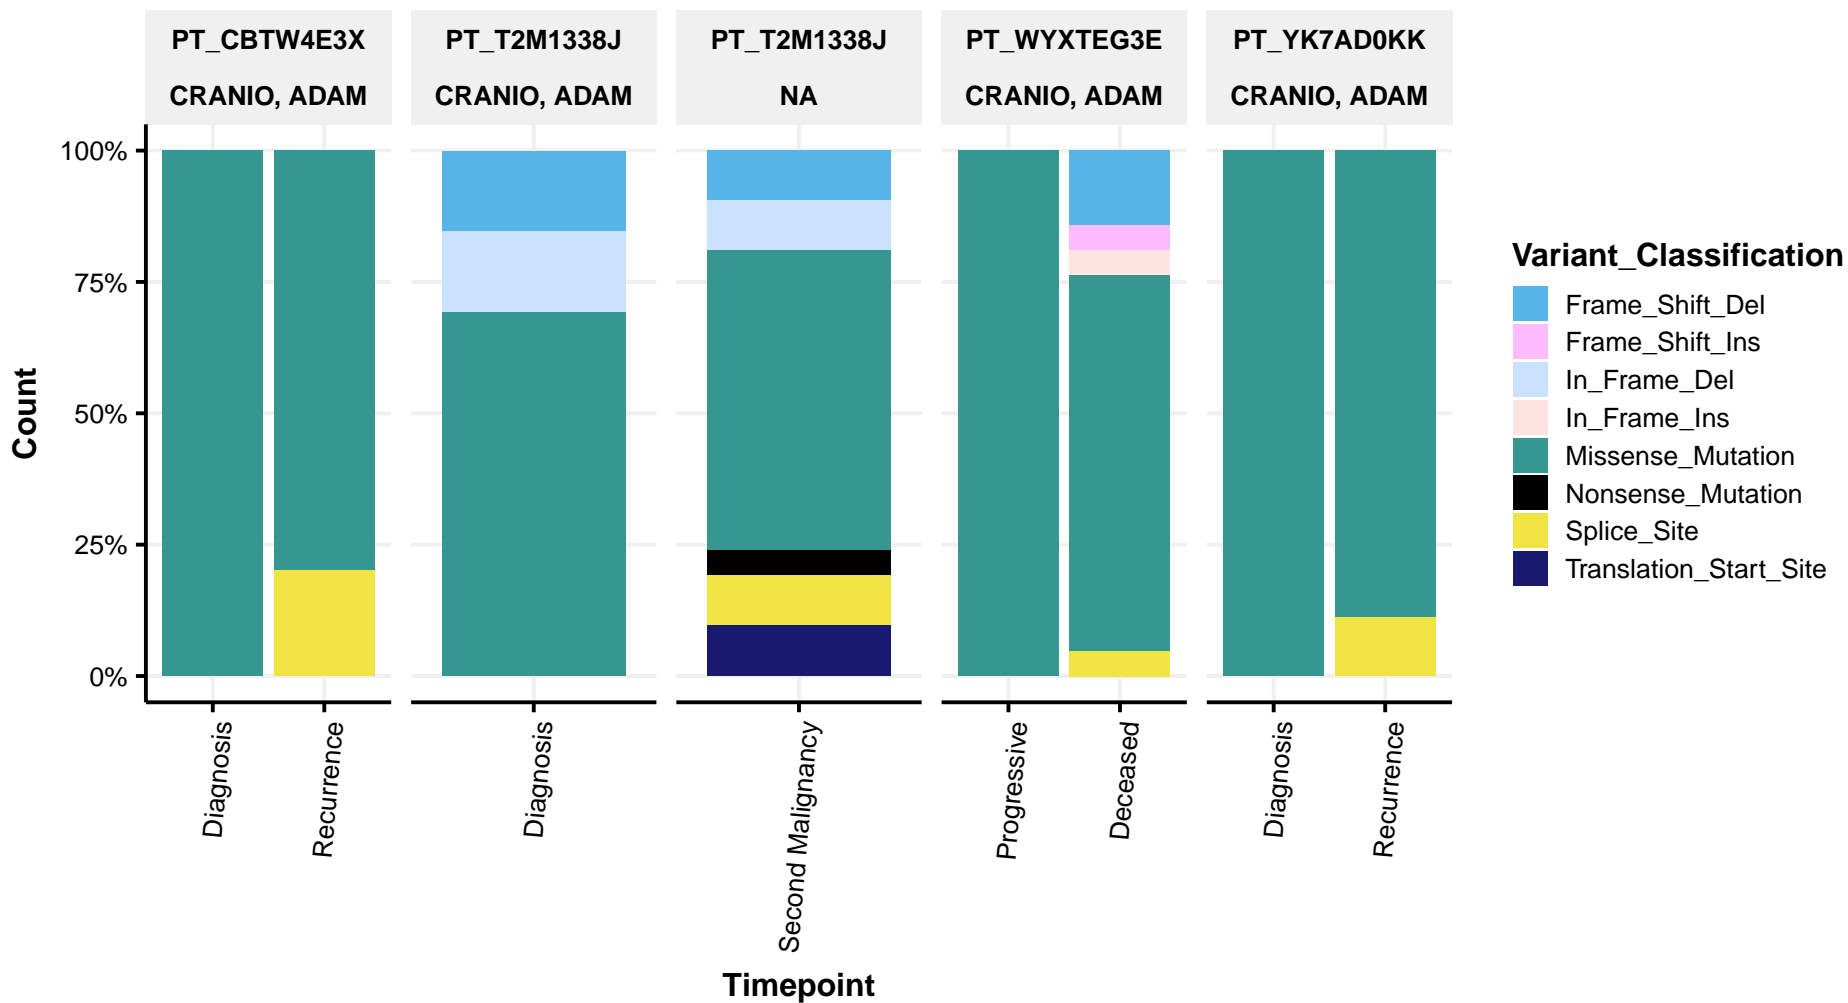 PT_CBTW4E3X
CRANIO, ADAM
PT_T2M1338J
CRANIO, ADAM
PT_T2M1338J
NA
PT_WYXTEG3E
CRANIO, ADAM
PT_YK7AD0KK
CRANIO, ADAM
Count
100%
75%
50%
25%
0%
Diagnosis
Recurrence
Diagnosis
Second Malignancy
Progressive
Deceased
Diagnosis
Recurrence
Timepoint
Variant_Classification
Frame_Shift_Del
Frame_Shift_Ins
In_Frame_Del
In_Frame_Ins
Missense_Mutation
Nonsense_Mutation
Splice_Site
Translation_Start_Site